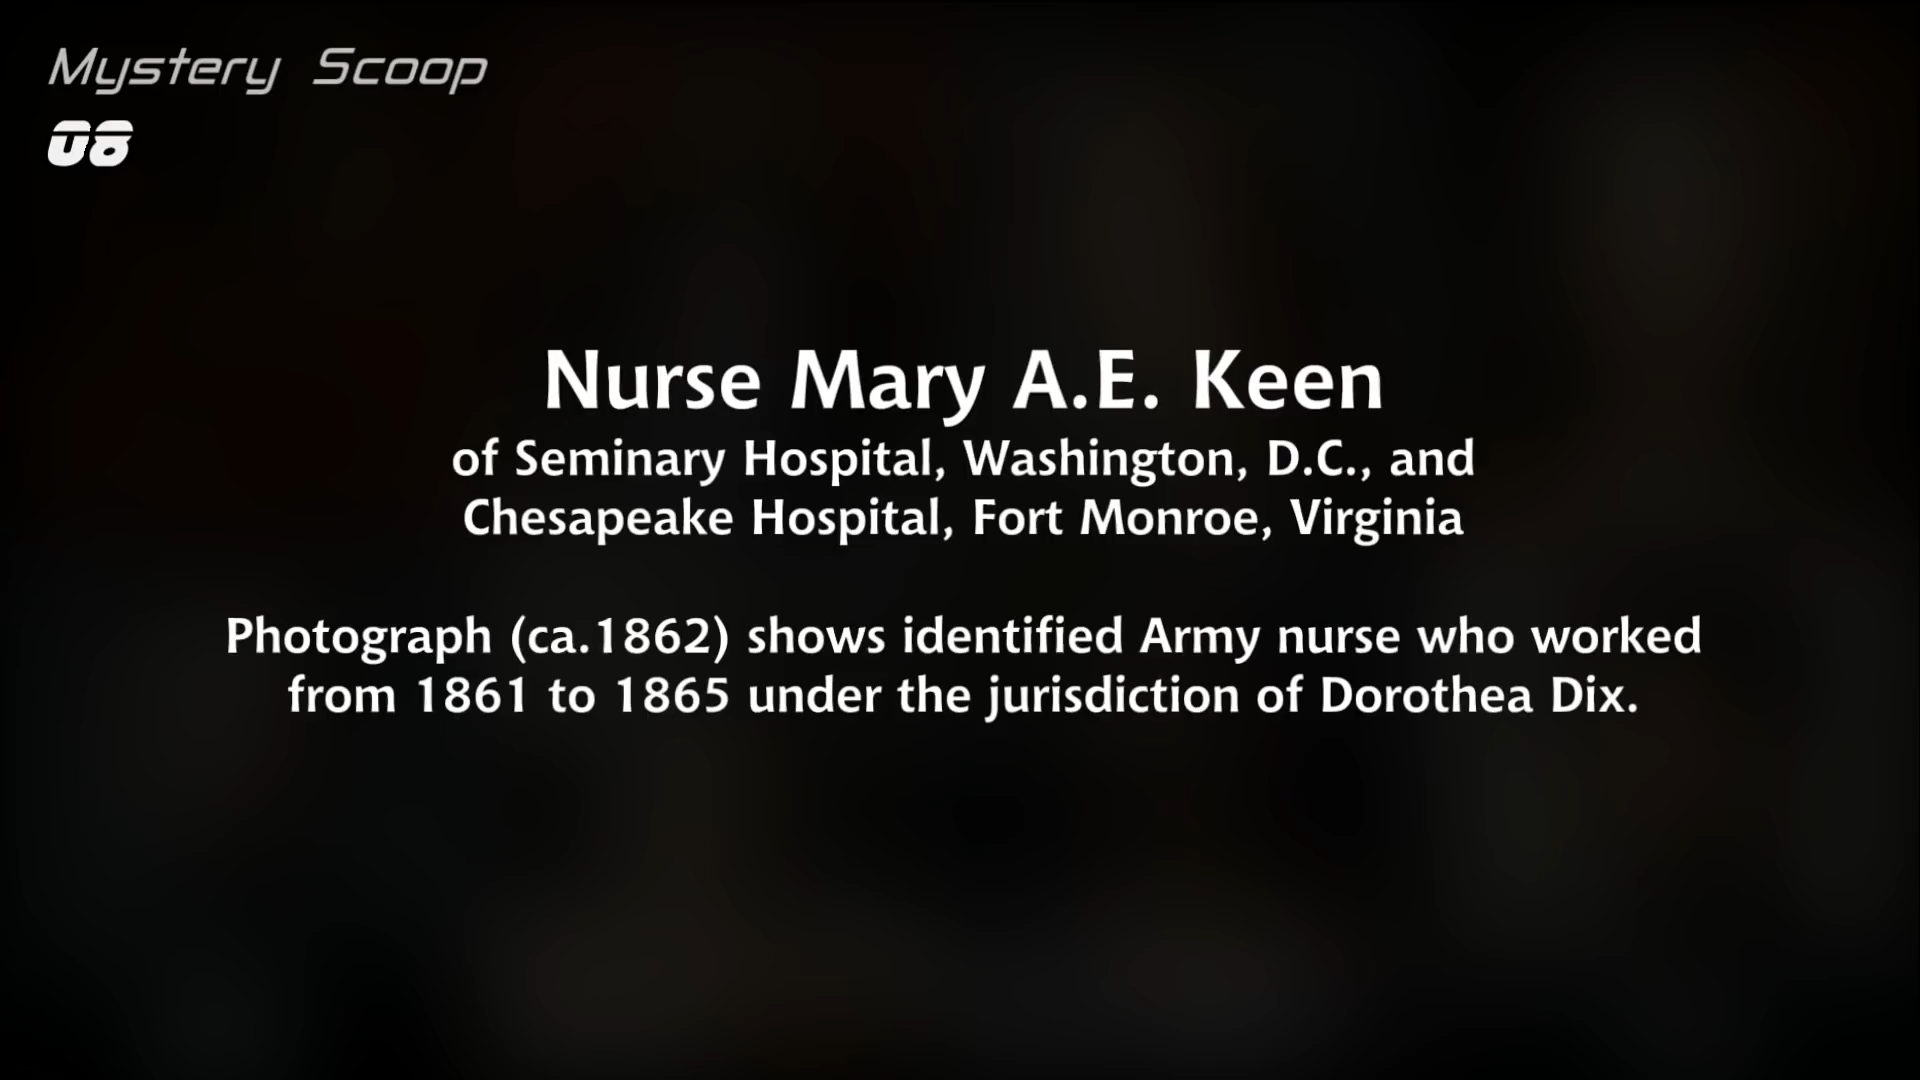 Mystery Scoop
08
Nurse Mary A.E. Keen
of Seminary Hospital, Washington, D.C., and
Chesapeake Hospital, Fort Monroe, Virginia
Photograph (ca.1862) shows identified Army nurse who worked
from 1861 to 1865 under the jurisdiction of Dorothea Dix.